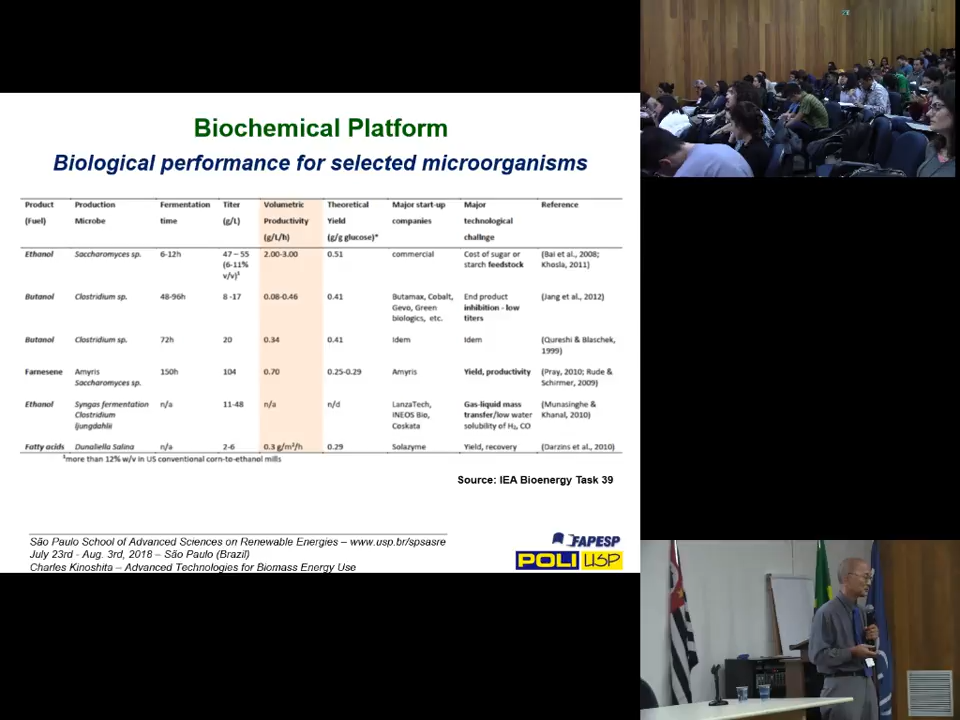 Biochemical Platform
Biological performance for selected microorganisms
Product (Fuel) Production Microbe Fermentation time Titer (g/L) Volumetric Productivity (g/L/h) Theoretical Yield (g/g glucose)* Major start-up companies Major technological challnge Reference
Ethanol Saccharomyces sp. 6-12h 47 – 55 (6-11% v/v)¹ 2.00-3.00 0.51 commercial Cost of sugar or starch feedstock (Bai et al., 2008; Khosla, 2011)
Butanol Clostridium sp. 48-96h 8 -17 0.08-0.46 0.41 Butamax, Cobalt, Gevo, Green biologics, etc. End product inhibition - low titers (Jang et al., 2012)
Butanol Clostridium sp. 72h 20 0.34 0.41 Idem Idem (Qureshi & Blaschek, 1999)
Farnesene Amyris Saccharomyces sp. 150h 104 0.70 0.25-0.29 Amyris Yield, productivity (Pray, 2010; Rude & Schirmer, 2009)
Ethanol Syngas fermentation Clostridium ljungdahlii n/a 11-48 n/a n/d LanzaTech, INEOS Bio, Coskata Gas-liquid mass transfer/low water solubility of H₂, CO (Munasinghe & Khanal, 2010)
Fatty acids Dunaliella Salina n/a 2-6 0.3 g/m²/h 0.29 Solazyme Yield, recovery (Darzins et al., 2010)
¹more than 12% w/v in US conventional corn-to-ethanol mills
Source: IEA Bioenergy Task 39
São Paulo School of Advanced Sciences on Renewable Energies – www.usp.br/spsasre
July 23rd - Aug. 3rd, 2018 – São Paulo (Brazil)
Charles Kinoshita – Advanced Technologies for Biomass Energy Use
FAPESP
POLI USP